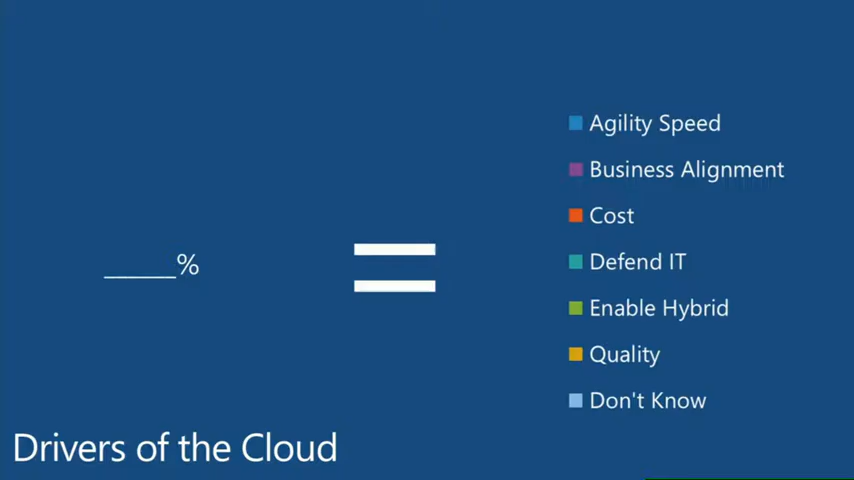 Agility Speed
Business Alignment
Cost
______%
Defend IT
Enable Hybrid
Quality
Don't Know
Drivers of the Cloud